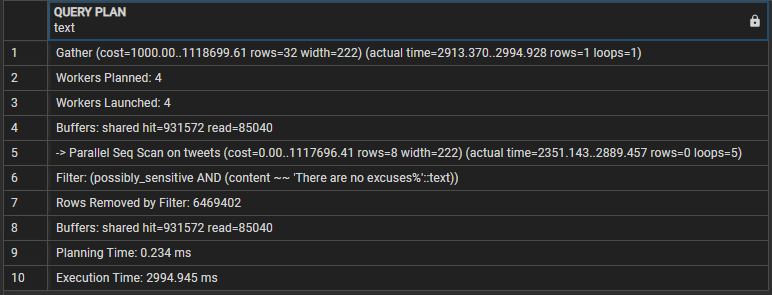 QUERY PLAN
text
1 Gather (cost=1000.00..1118699.61 rows=32 width=222) (actual time=2913.370..2994.928 rows=1 loops=1)
2 Workers Planned: 4
3 Workers Launched: 4
4 Buffers: shared hit=931572 read=85040
5 -> Parallel Seq Scan on tweets (cost=0.00..1117696.41 rows=8 width=222) (actual time=2351.143..2889.457 rows=0 loops=5)
6 Filter: (possibly_sensitive AND (content ~~ 'There are no excuses%'::text))
7 Rows Removed by Filter: 6469402
8 Buffers: shared hit=931572 read=85040
9 Planning Time: 0.234 ms
10 Execution Time: 2994.945 ms